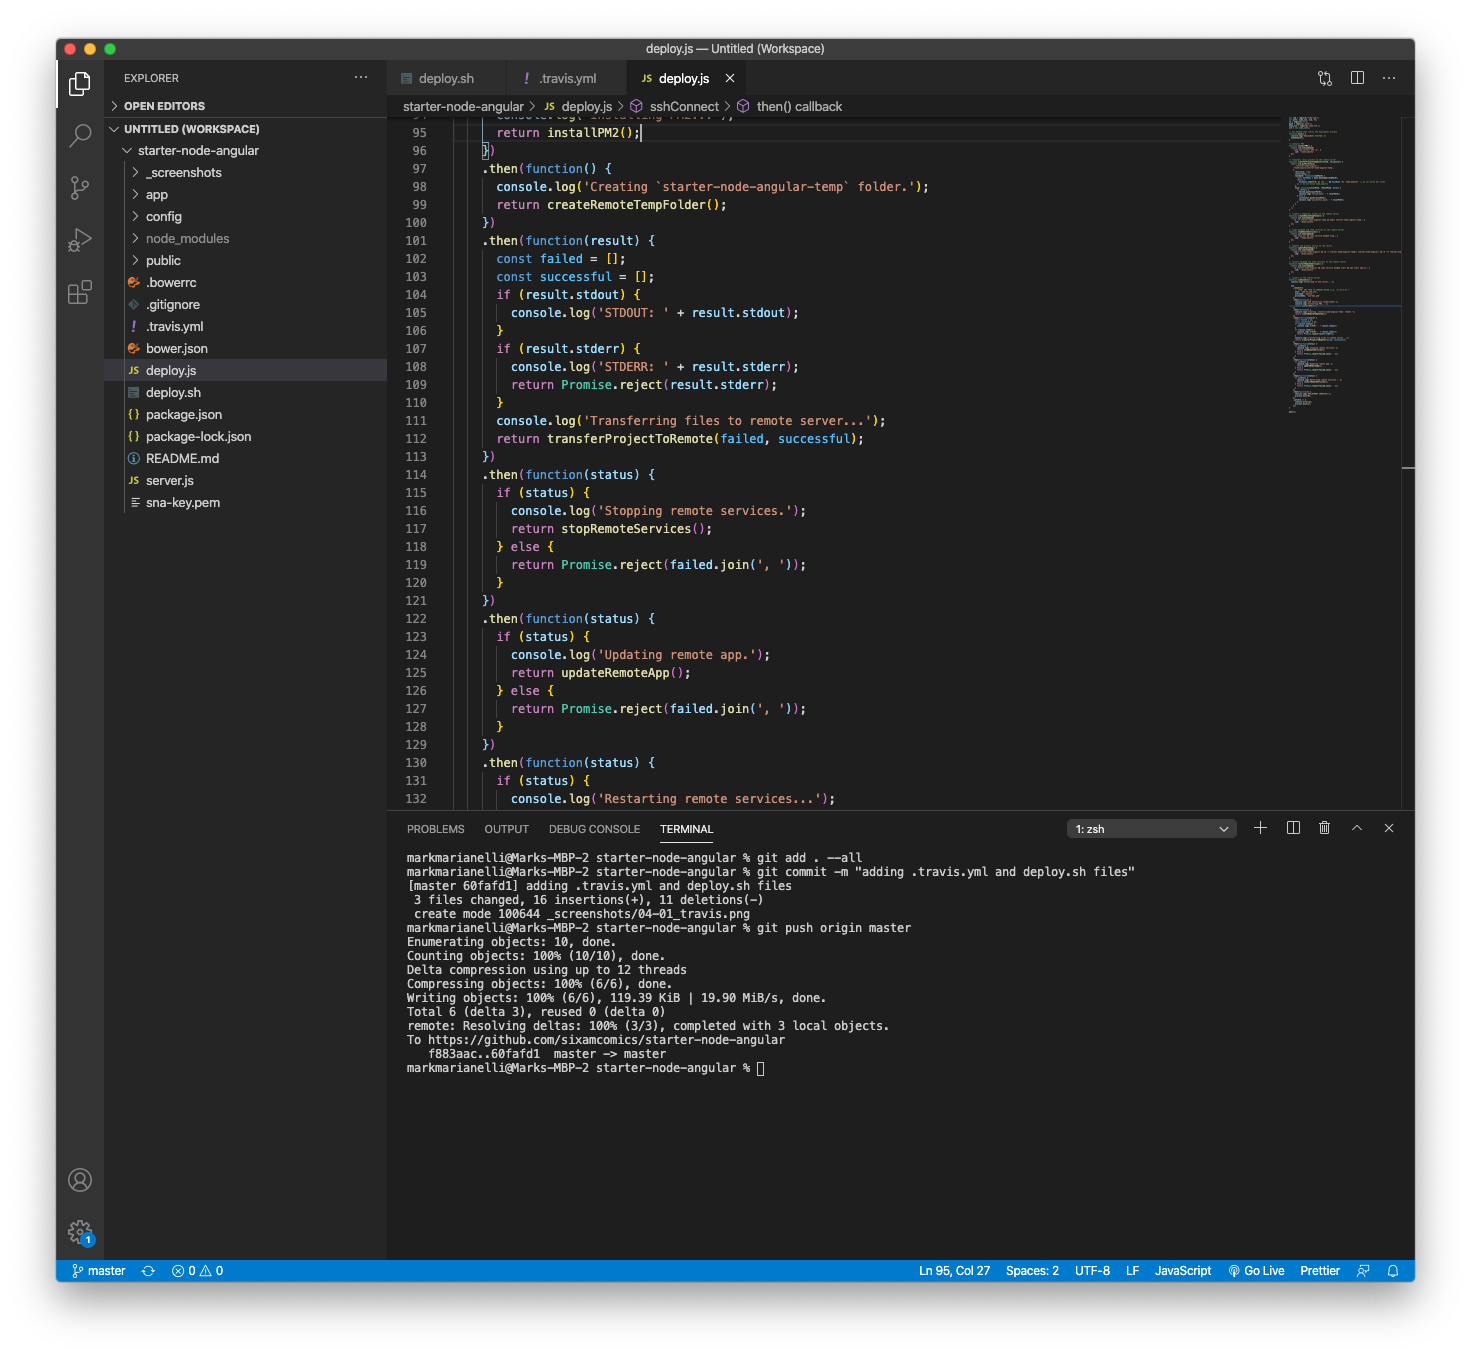 deploy.js — Untitled (Workspace)
EXPLORER
OPEN EDITORS
UNTITLED (WORKSPACE)
starter-node-angular
_screenshots
app
config
node_modules
public
.bowerrc
.gitignore
! .travis.yml
bower.json
JS deploy.js
deploy.sh
{} package.json
{} package-lock.json
README.md
JS server.js
sna-key.pem
deploy.sh
! .travis.yml
JS deploy.js
starter-node-angular > JS deploy.js > sshConnect > then() callback
94 console.log('Installing PM2...');
95 return installPM2();
96 })
97 .then(function() {
98 console.log('Creating `starter-node-angular-temp` folder.');
99 return createRemoteTempFolder();
100 })
101 .then(function(result) {
102 const failed = [];
103 const successful = [];
104 if (result.stdout) {
105 console.log('STDOUT: ' + result.stdout);
106 }
107 if (result.stderr) {
108 console.log('STDERR: ' + result.stderr);
109 return Promise.reject(result.stderr);
110 }
111 console.log('Transferring files to remote server...');
112 return transferProjectToRemote(failed, successful);
113 })
114 .then(function(status) {
115 if (status) {
116 console.log('Stopping remote services.');
117 return stopRemoteServices();
118 } else {
119 return Promise.reject(failed.join(', '));
120 }
121 })
122 .then(function(status) {
123 if (status) {
124 console.log('Updating remote app.');
125 return updateRemoteApp();
126 } else {
127 return Promise.reject(failed.join(', '));
128 }
129 })
130 .then(function(status) {
131 if (status) {
132 console.log('Restarting remote services...');
PROBLEMS OUTPUT DEBUG CONSOLE TERMINAL 1: zsh
markmarianelli@Marks-MBP-2 starter-node-angular % git add . --all
markmarianelli@Marks-MBP-2 starter-node-angular % git commit -m "adding .travis.yml and deploy.sh files"
[master 60fafd1] adding .travis.yml and deploy.sh files
3 files changed, 16 insertions(+), 11 deletions(-)
create mode 100644 _screenshots/04-01_travis.png
markmarianelli@Marks-MBP-2 starter-node-angular % git push origin master
Enumerating objects: 10, done.
Counting objects: 100% (10/10), done.
Delta compression using up to 12 threads
Compressing objects: 100% (6/6), done.
Writing objects: 100% (6/6), 119.39 KiB | 19.90 MiB/s, done.
Total 6 (delta 3), reused 0 (delta 0)
remote: Resolving deltas: 100% (3/3), completed with 3 local objects.
To https://github.com/sixamcomics/starter-node-angular
f883aac..60fafd1 master -> master
markmarianelli@Marks-MBP-2 starter-node-angular %
1
master 0 0 Ln 95, Col 27 Spaces: 2 UTF-8 LF JavaScript Go Live Prettier